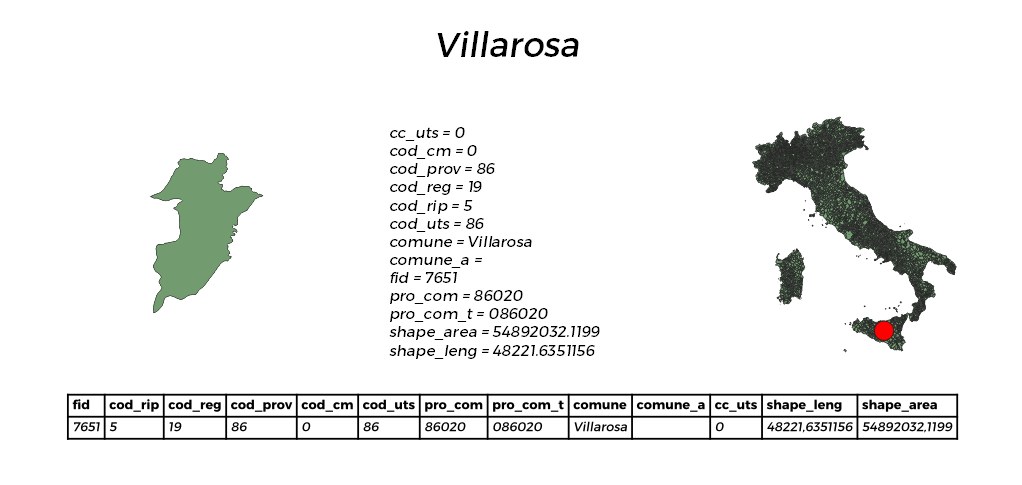 Villarosa
cc_uts = 0
cod_cm = 0
cod_prov = 86
cod_reg = 19
cod_rip = 5
cod_uts = 86
comune = Villarosa
comune_a =
fid = 7651
pro_com = 86020
pro_com_t = 086020
shape_area = 54892032.1199
shape_leng = 48221.6351156
fid cod_rip cod_reg cod_prov cod_cm cod_uts pro_com pro_com_t comune comune_a cc_uts shape_leng shape_area
7651 5 19 86 0 86 86020 086020 Villarosa 0 48221,6351156 54892032,1199